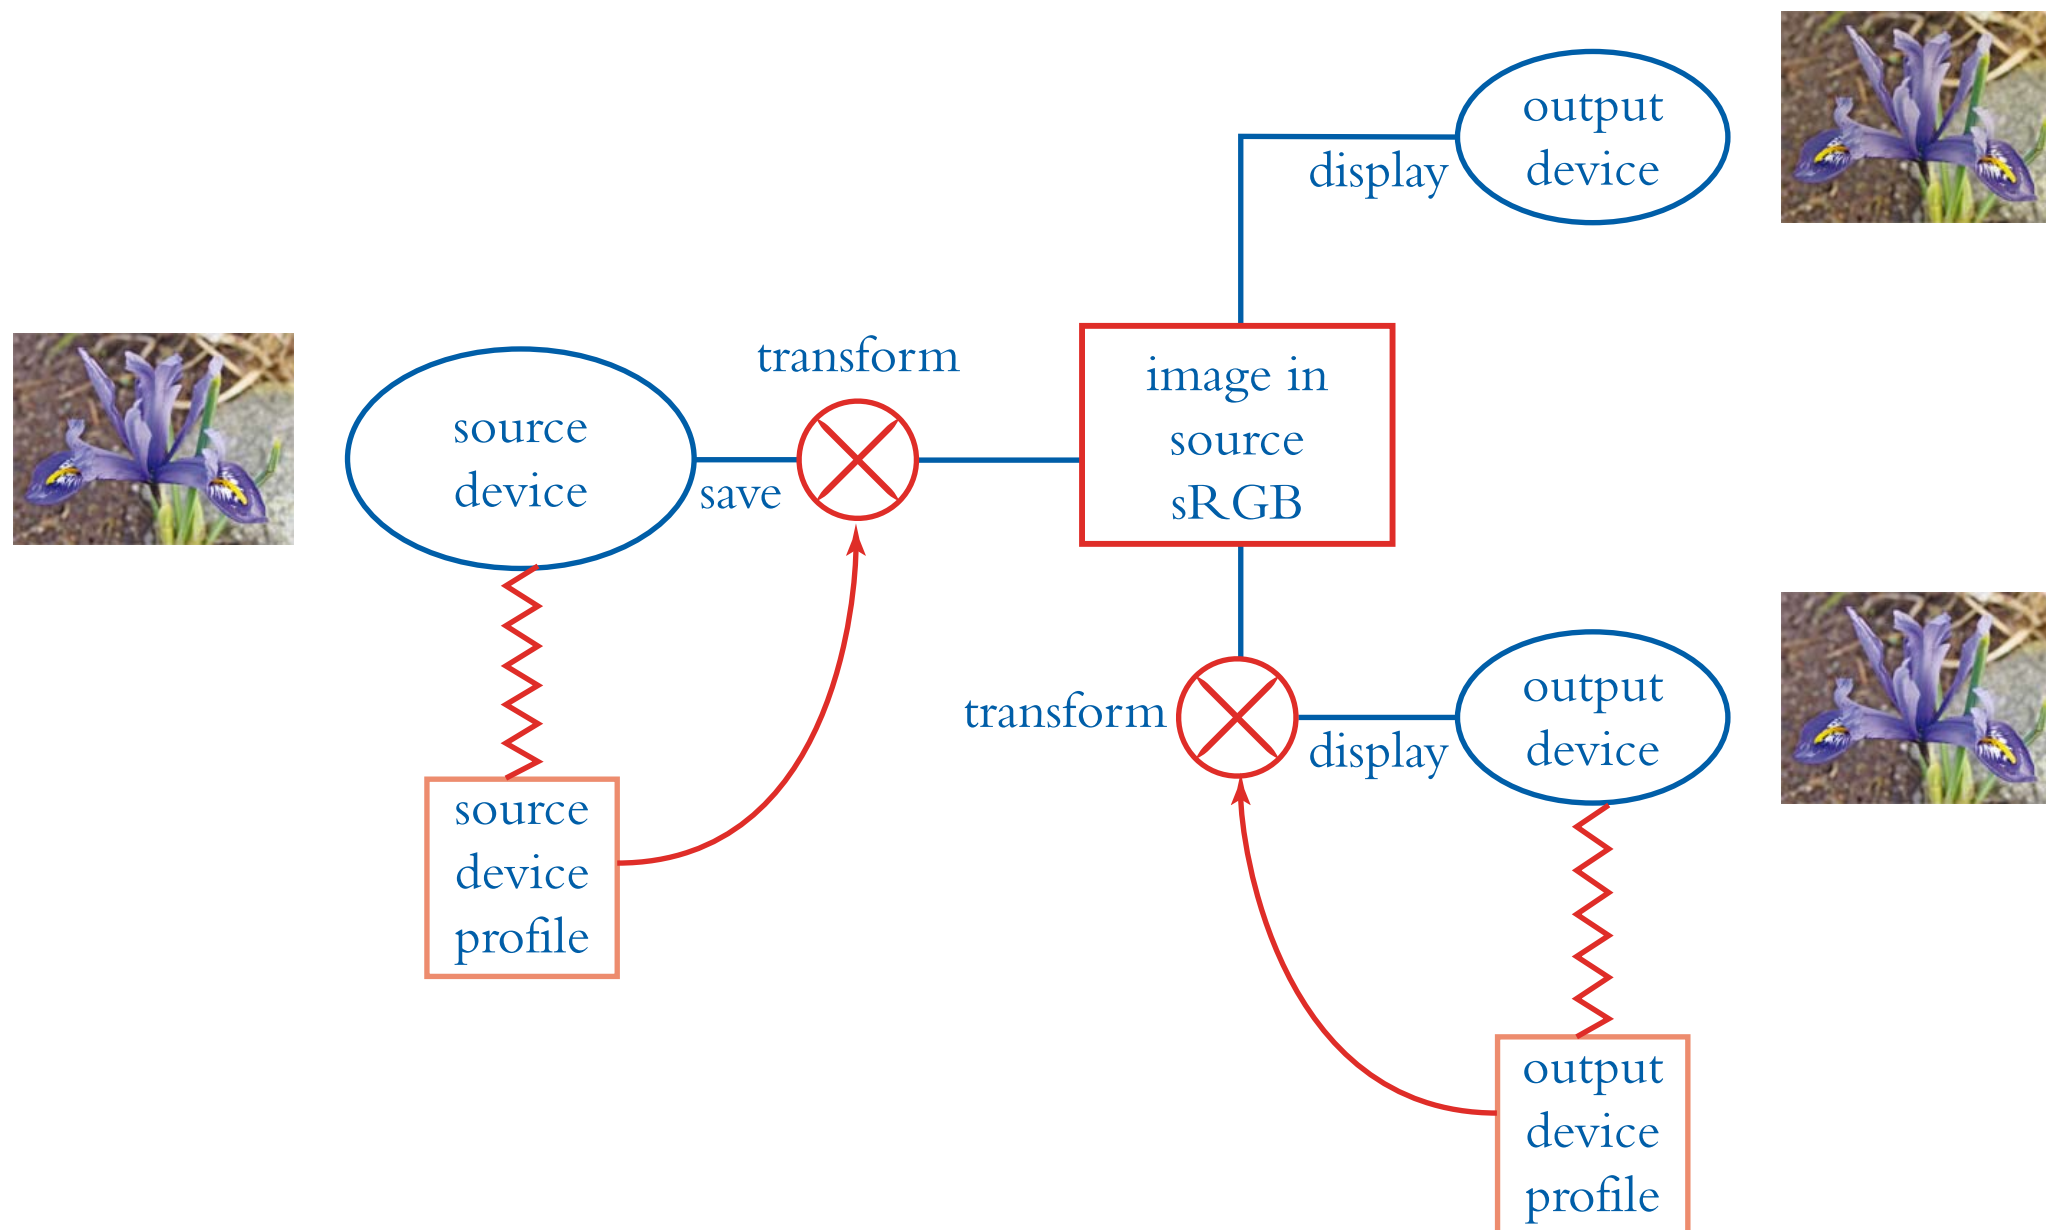 output
device
display
transform
image in
source
sRGB
source
device
save
transform
output
device
display
source
device
profile
output
device
profile